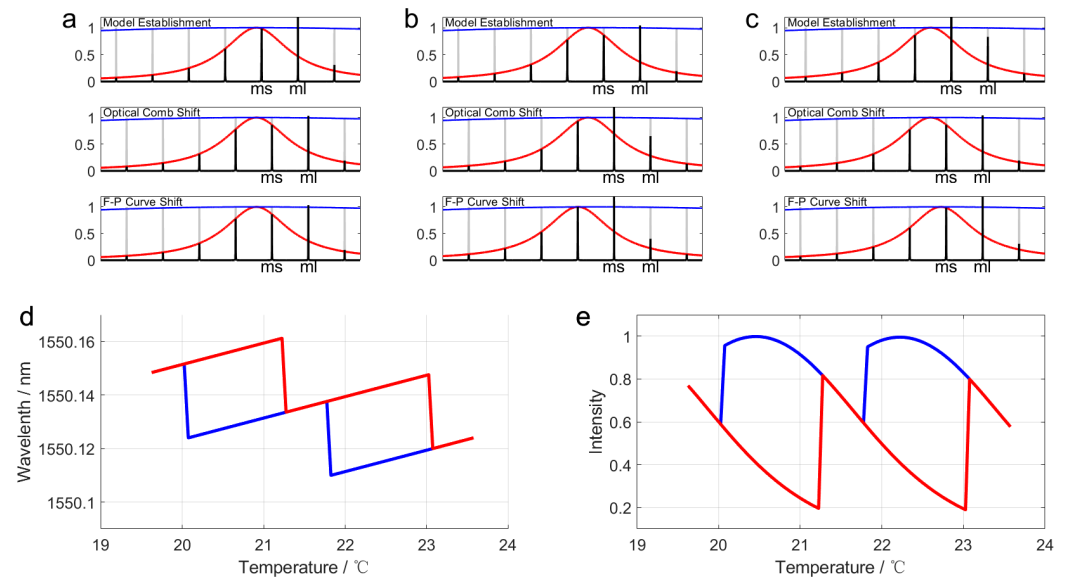 a
Model Establishment
1
0.5
0
ms
ml
Optical Comb Shift
1
0.5
0
ms
ml
F-P Curve Shift
1
0.5
0
ms
ml
b
Model Establishment
1
0.5
0
ms
ml
Optical Comb Shift
1
0.5
0
ms
ml
F-P Curve Shift
1
0.5
0
ms
ml
c
Model Establishment
1
0.5
0
ms
ml
Optical Comb Shift
1
0.5
0
ms
ml
F-P Curve Shift
1
0.5
0
ms
ml
d
Wavelenth / nm
1550.16
1550.14
1550.12
1550.1
19 20 21 22 23 24
Temperature / ℃
e
Intensity
1
0.8
0.6
0.4
0.2
19 20 21 22 23 24
Temperature / ℃